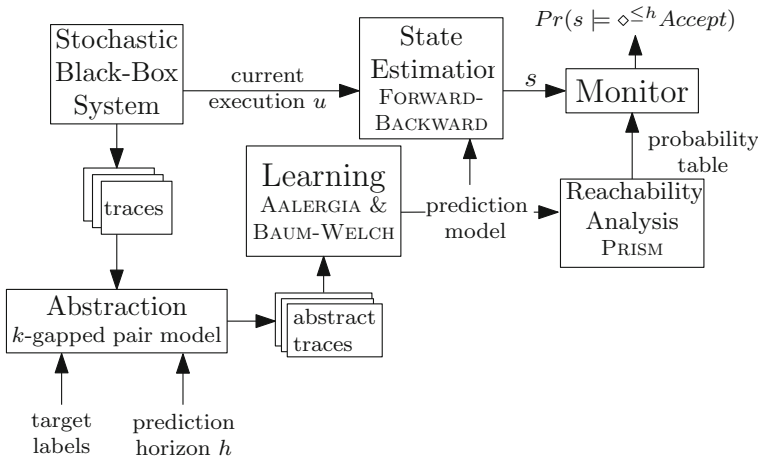 Stochastic
Black-Box
System
current
execution u
State
Estimation
FORWARD-
BACKWARD
s
Pr(s ⊨ ⋄≤h Accept)
Monitor
probability
table
traces
Learning
AALERGIA &
BAUM-WELCH
prediction
model
Reachability
Analysis
PRISM
Abstraction
k-gapped pair model
abstract
traces
target
labels
prediction
horizon h